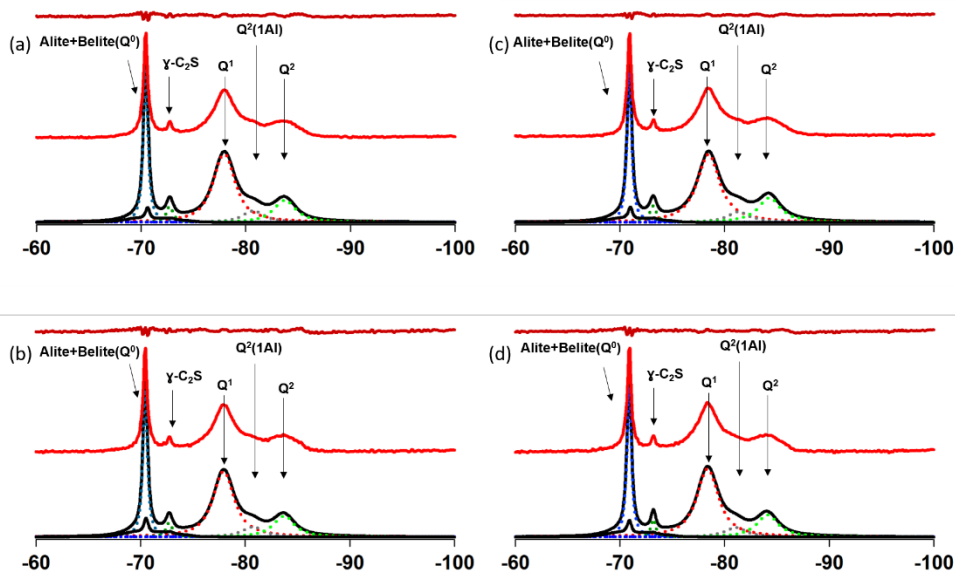 (a)
Alite+Belite(Q⁰)
ɣ-C₂S
Q¹
Q²(1Al)
Q²
-60 -70 -80 -90 -100
(c)
Alite+Belite(Q⁰)
ɣ-C₂S
Q¹
Q²(1Al)
Q²
-60 -70 -80 -90 -100
(b)
Alite+Belite(Q⁰)
ɣ-C₂S
Q¹
Q²(1Al)
Q²
-60 -70 -80 -90 -100
(d)
Alite+Belite(Q⁰)
ɣ-C₂S
Q¹
Q²(1Al)
Q²
-60 -70 -80 -90 -100